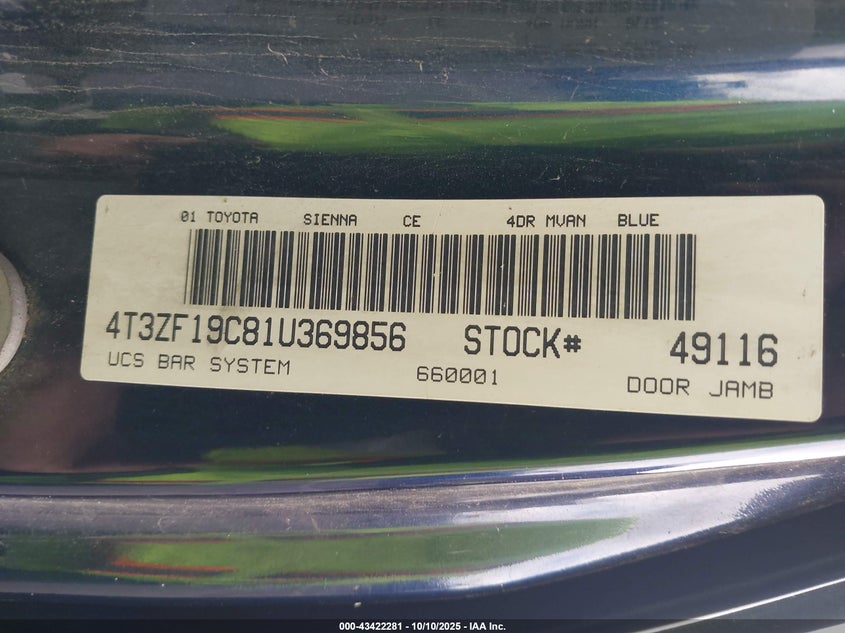 01 TOYOTA SIENNA CE 4DR MVAN BLUE
4T3ZF19C81U369856 STOCK# 49116
UCS BAR SYSTEM 660001 DOOR JAMB
000-43422281 - 10/10/2025 - IAA Inc.